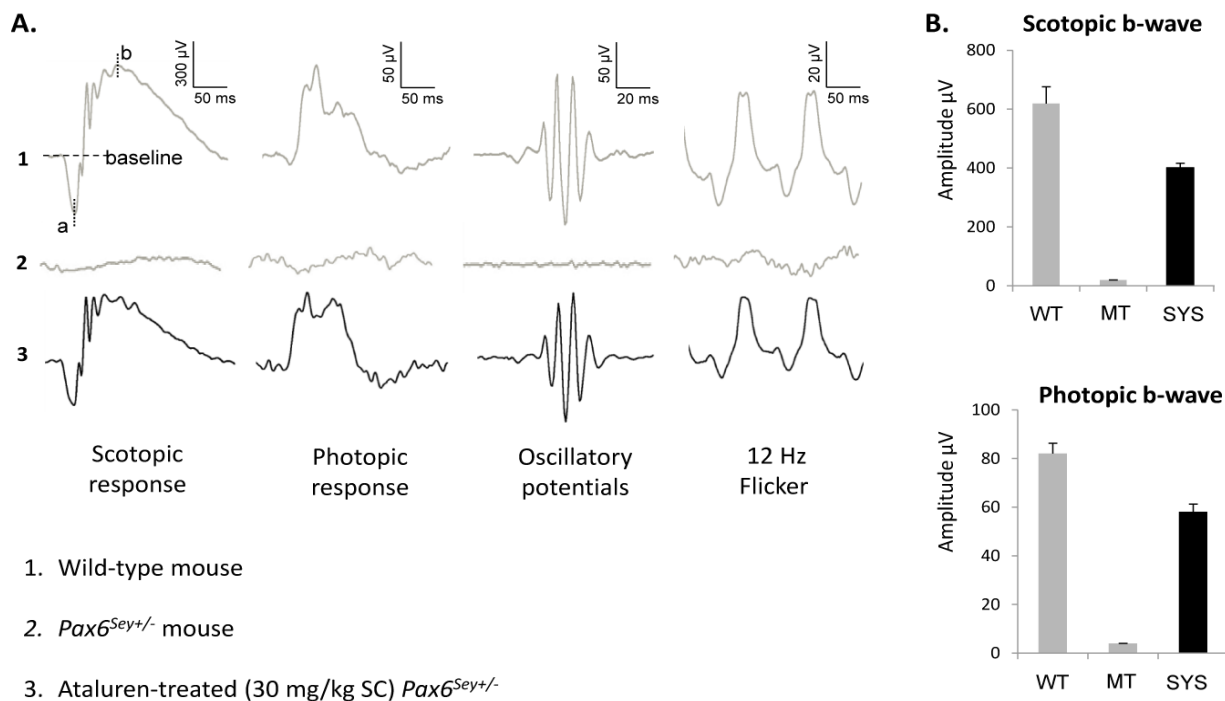 A.
b
300 µV
50 ms
50 µV
50 ms
50 µV
20 ms
20 µV
50 ms
1
baseline
a
2
3
Scotopic
response
Photopic
response
Oscillatory
potentials
12 Hz
Flicker
1. Wild-type mouse
2. Pax6Sey+/- mouse
3. Ataluren-treated (30 mg/kg SC) Pax6Sey+/-
B.
Scotopic b-wave
Amplitude µV
800
600
400
200
0
WT MT SYS
Photopic b-wave
Amplitude µV
100
80
60
40
20
0
WT MT SYS